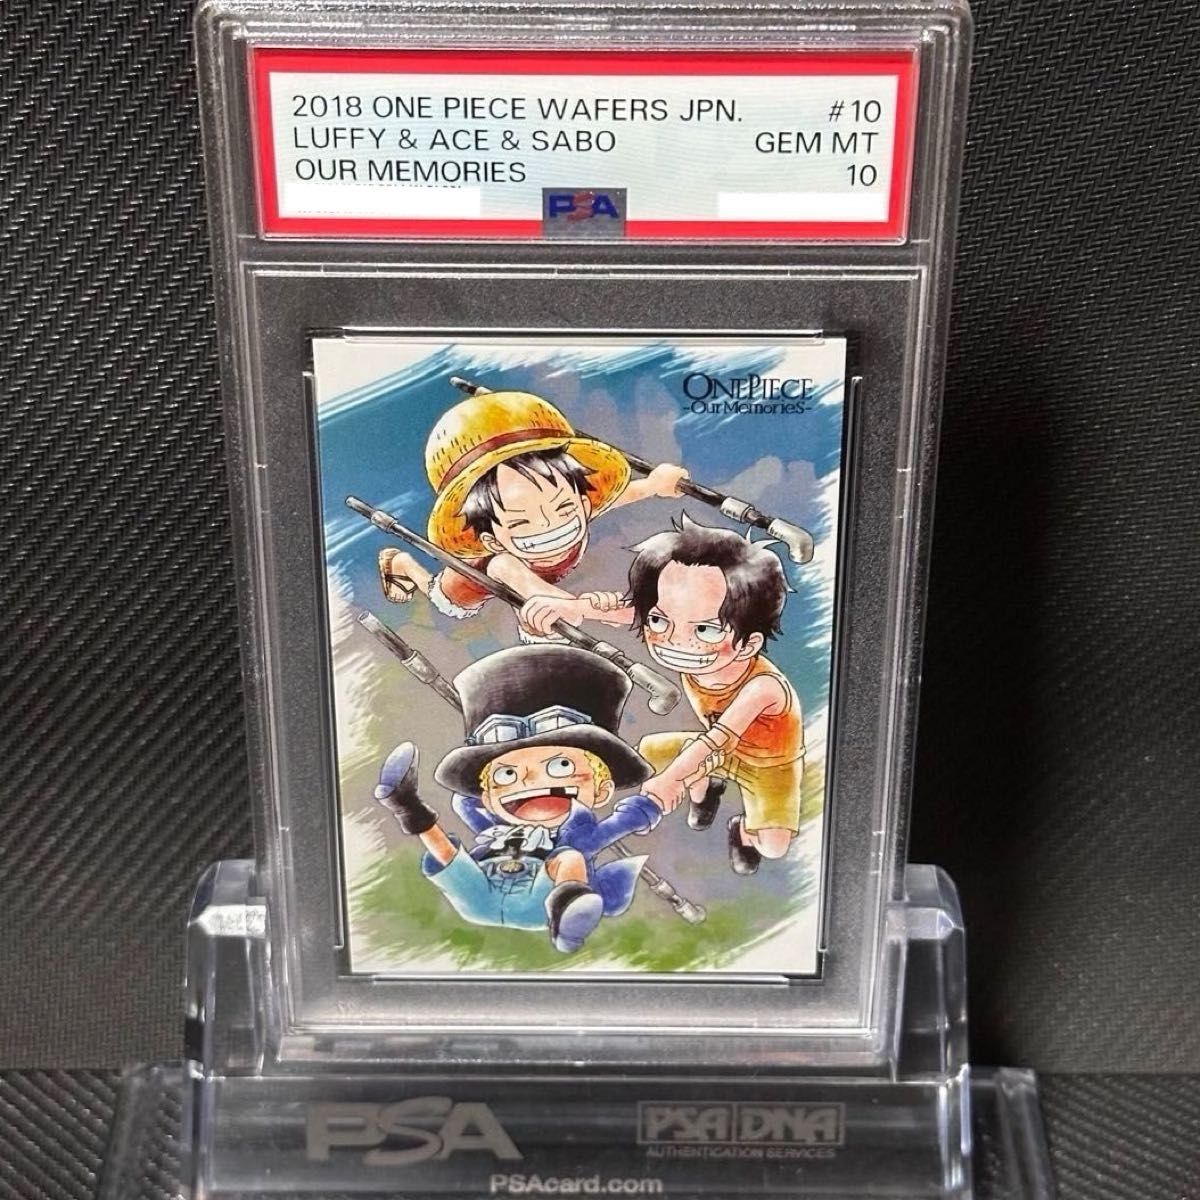 2018 ONE PIECE WAFERS JPN. #10
LUFFY & ACE & SABO GEM MT
OUR MEMORIES 10
PSA
ONE PIECE
-Our Memories-
PSA PSA DNA
AUTHENTICATION SERVICES
PSAcard.com